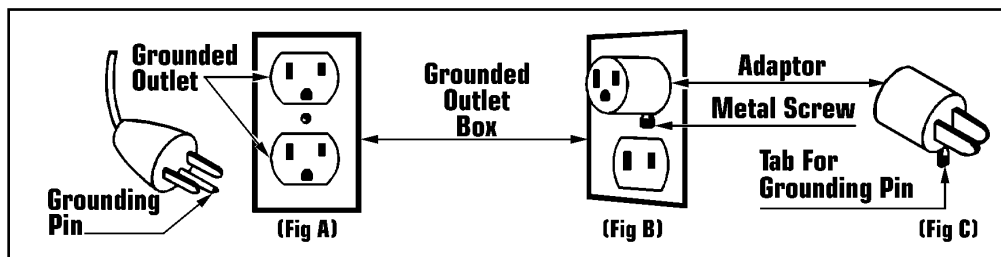 Grounded
Outlet
Grounding
Pin
(Fig A)
Grounded
Outlet
Box
(Fig B)
Adaptor
Metal Screw
Tab For
Grounding Pin
(Fig C)